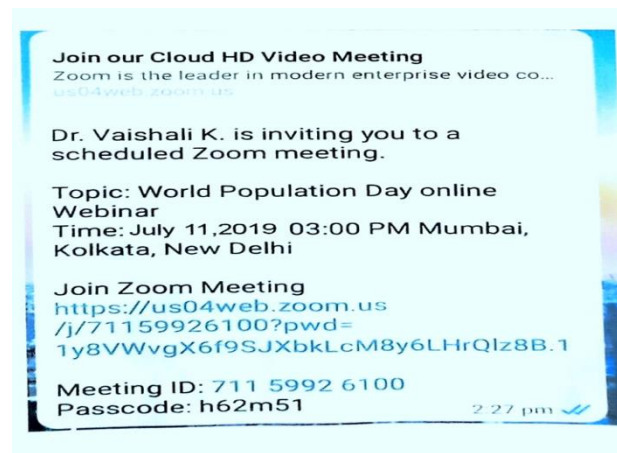 Join our Cloud HD Video Meeting
Zoom is the leader in modern enterprise video co...
us04web.zoom.us
Dr. Vaishali K. is inviting you to a
scheduled Zoom meeting.
Topic: World Population Day online
Webinar
Time: July 11,2019 03:00 PM Mumbai,
Kolkata, New Delhi
Join Zoom Meeting
https://us04web.zoom.us
/j/71159926100?pwd=
1y8VWvgX6f9SJXbkLcM8y6LHrQlz8B.1
Meeting ID: 711 5992 6100
Passcode: h62m51
2:27 pm